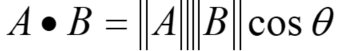 A • B = ‖A‖‖B‖ cos θ